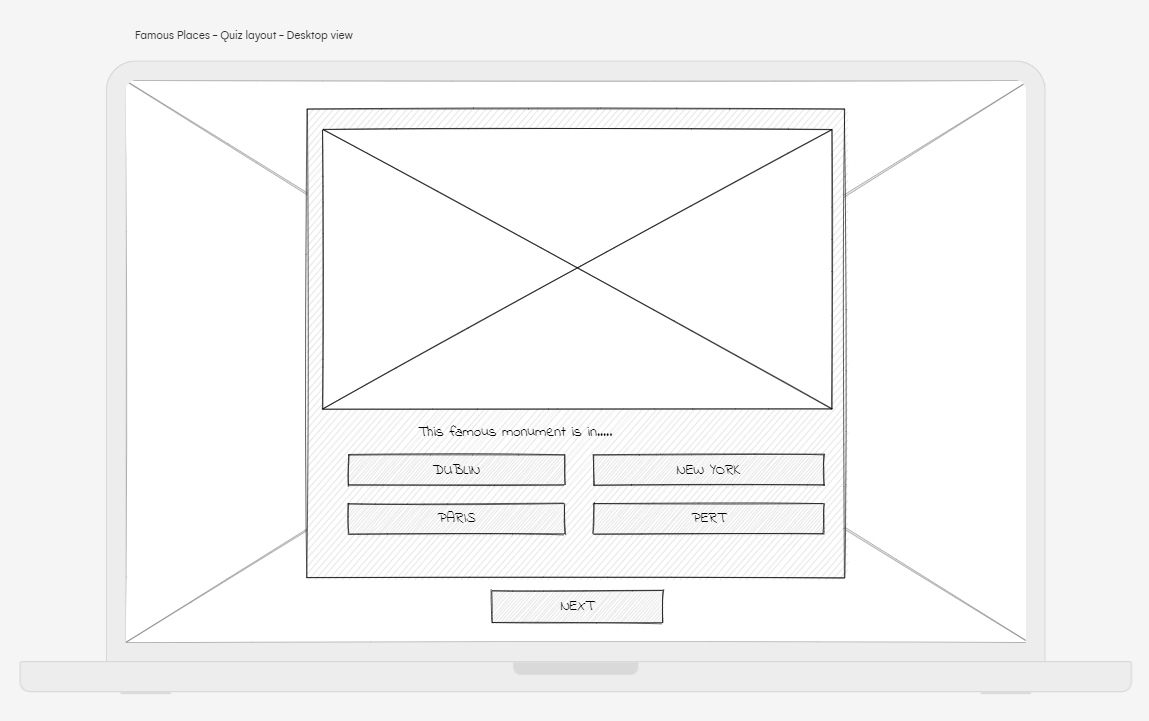 Famous Places – Quiz layout – Desktop view
This famous monument is in.....
DUBLIN
NEW YORK
PARIS
PERT
NEXT